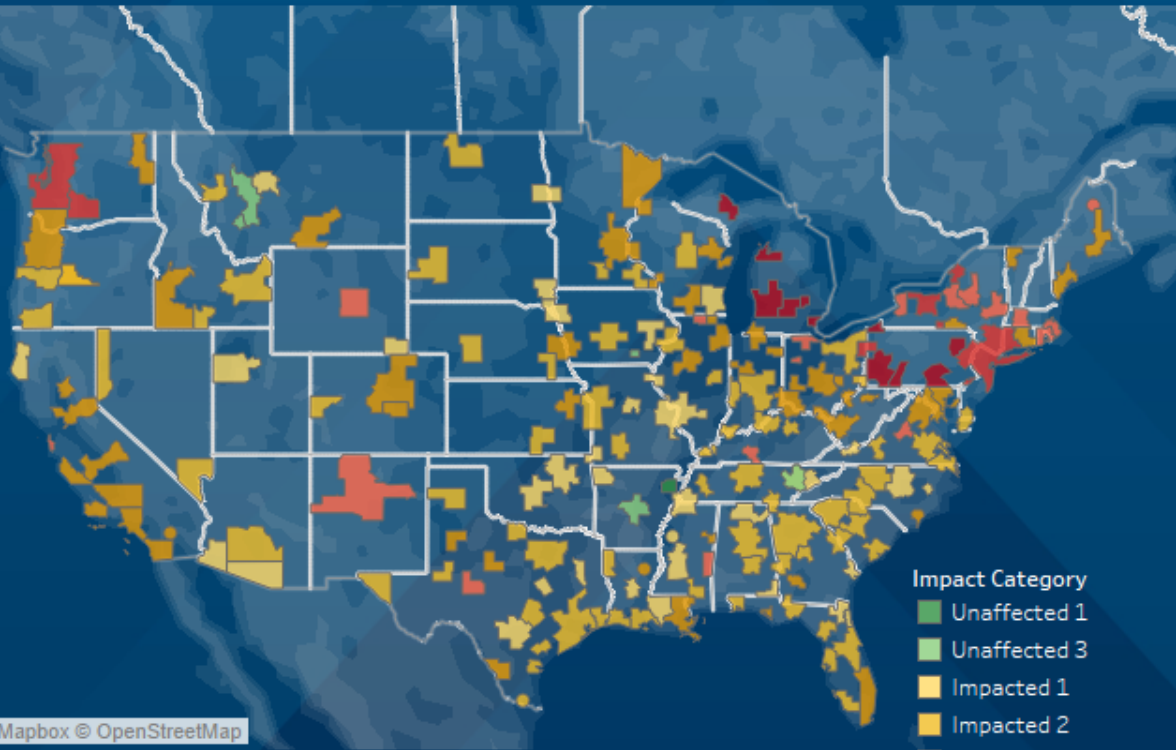 Impact Category
Unaffected 1
Unaffected 3
Impacted 1
Impacted 2
Mapbox © OpenStreetMap